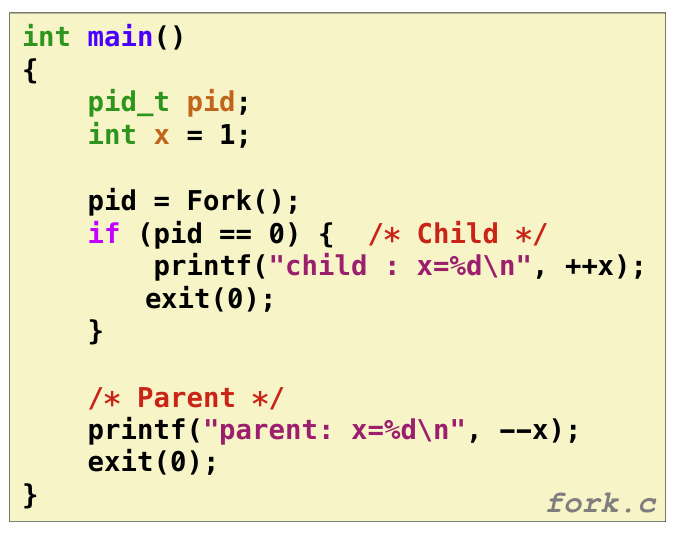 int main()
{
    pid_t pid;
    int x = 1;

    pid = Fork();
    if (pid == 0) {  /* Child */
        printf("child : x=%d\n", ++x);
       exit(0);
    }

    /* Parent */
    printf("parent: x=%d\n", --x);
    exit(0);
}
fork.c